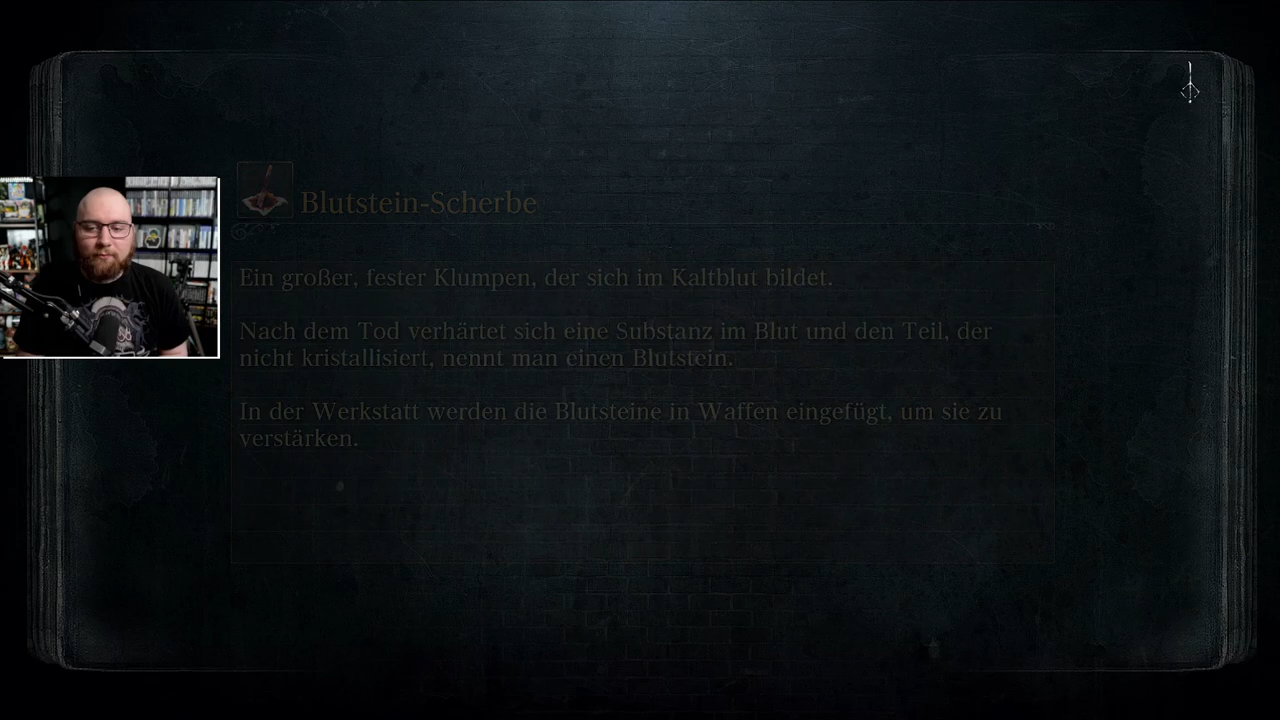 Blutstein-Scherbe
Ein großer, fester Klumpen, der sich im Kaltblut bildet.
Nach dem Tod verhärtet sich eine Substanz im Blut und den Teil, der
nicht kristallisiert, nennt man einen Blutstein.
In der Werkstatt werden die Blutsteine in Waffen eingefügt, um sie zu
verstärken.